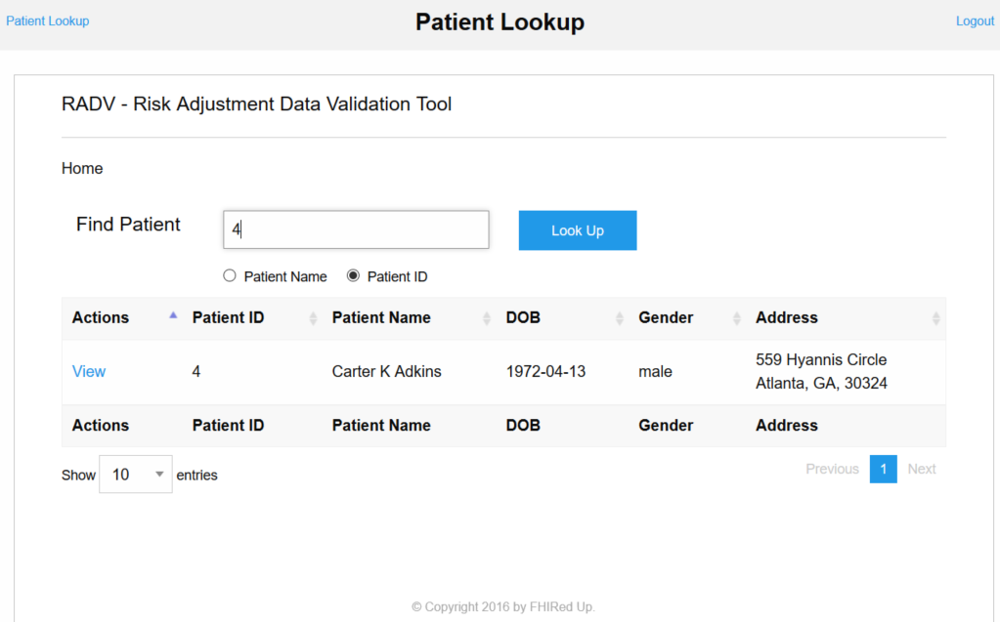 Patient Lookup
Patient Lookup
Logout
RADV - Risk Adjustment Data Validation Tool
Home
Find Patient
4
Look Up
Patient Name
Patient ID
Actions Patient ID Patient Name DOB Gender Address
View 4 Carter K Adkins 1972-04-13 male 559 Hyannis Circle
Atlanta, GA, 30324
Actions Patient ID Patient Name DOB Gender Address
Show 10 entries
Previous 1 Next
© Copyright 2016 by FHIRed Up.